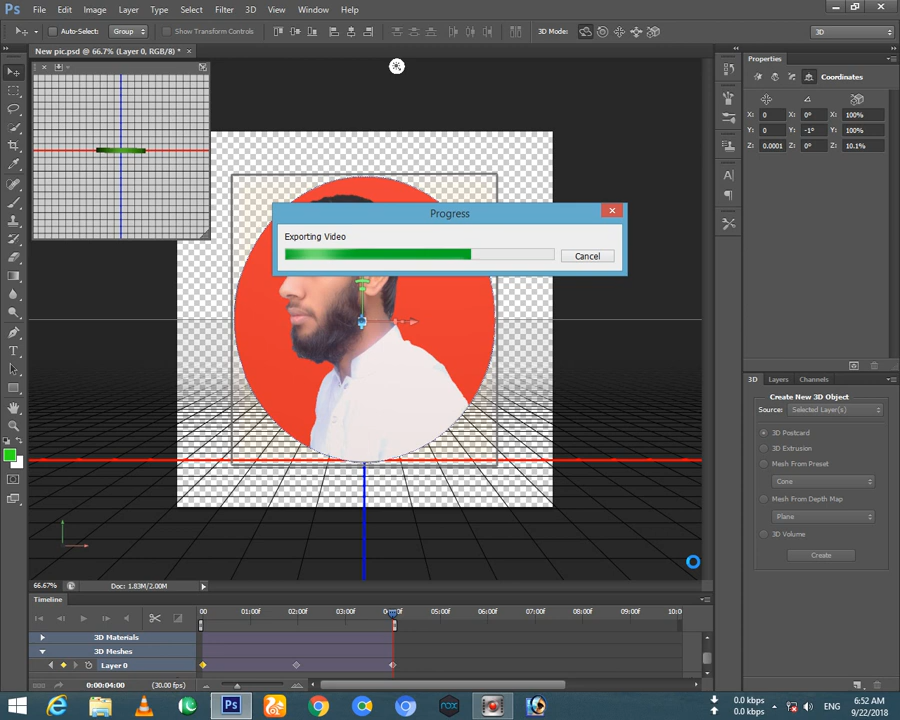 Ps File Edit Image Layer Type Select Filter 3D View Window Help
Auto-Select: Group Show Transform Controls 3D Mode: 3D
New pic.psd @ 66.7% (Layer 0, RGB/8) *
Properties
Coordinates
X: 0 X: 0° X: 100%
Y: 0 Y: -1° Y: 100%
Z: 0.0001 Z: 0° Z: 10.1%
Progress
Exporting Video
Cancel
3D Layers Channels
Create New 3D Object
Source: Selected Layer(s)
3D Postcard
3D Extrusion
Mesh From Preset
Cone
Mesh From Depth Map
Plane
3D Volume
Create
66.67% Doc: 1.83M/2.00M
Timeline
00 01:00f 02:00f 03:00f 04:00f 05:00f 06:00f 07:00f 08:00f 09:00f 10:0
3D Materials
3D Meshes
Layer 0
0:00:04:00 (30.00 fps)
Ps
nox
0.0 kbps
0.0 kbps
ENG
6:52 AM
9/22/2018